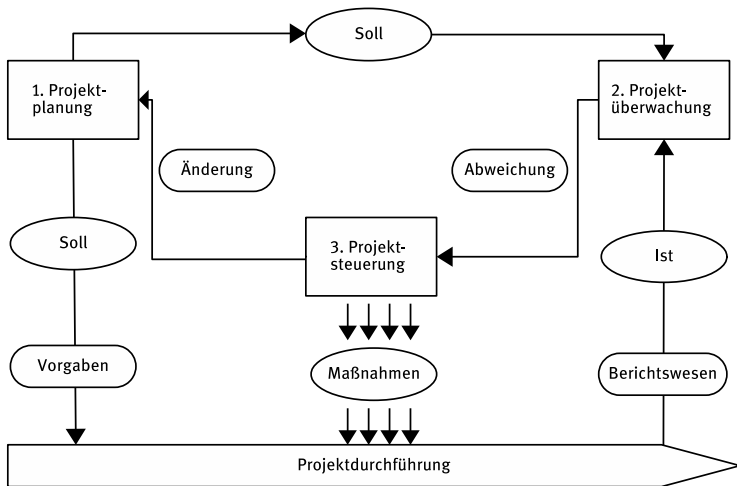 Soll
1. Projekt-
planung
2. Projekt-
überwachung
Änderung
Abweichung
Soll
3. Projekt-
steuerung
Ist
Vorgaben
Maßnahmen
Berichtswesen
Projektdurchführung